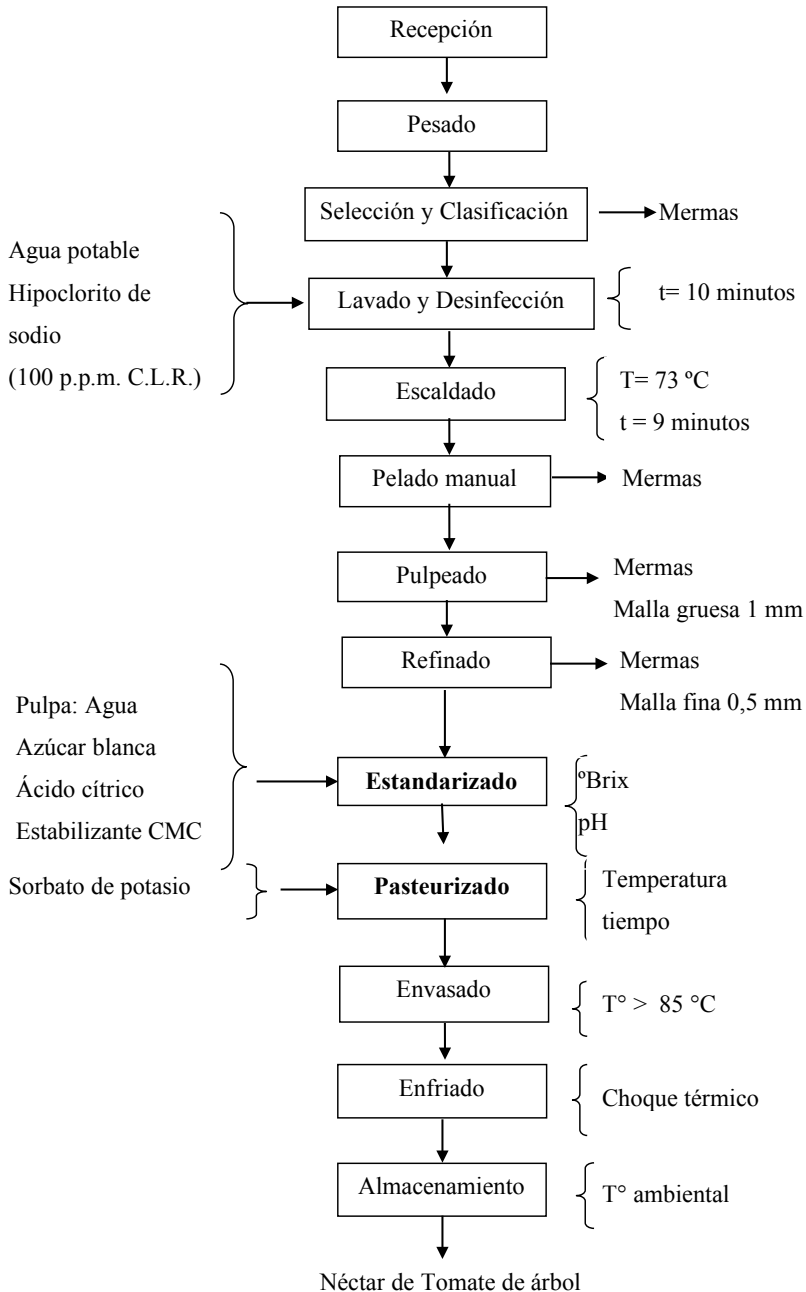 Recepción
Pesado
Selección y Clasificación
Mermas
Agua potable
Hipoclorito de
sodio
(100 p.p.m. C.L.R.)
Lavado y Desinfección
t= 10 minutos
Escaldado
T= 73 ºC
t = 9 minutos
Pelado manual
Mermas
Pulpeado
Mermas
Malla gruesa 1 mm
Refinado
Mermas
Malla fina 0,5 mm
Pulpa: Agua
Azúcar blanca
Ácido cítrico
Estabilizante CMC
Estandarizado
ºBrix
pH
Sorbato de potasio
Pasteurizado
Temperatura
tiempo
Envasado
T° > 85 °C
Enfriado
Choque térmico
Almacenamiento
T° ambiental
Néctar de Tomate de árbol